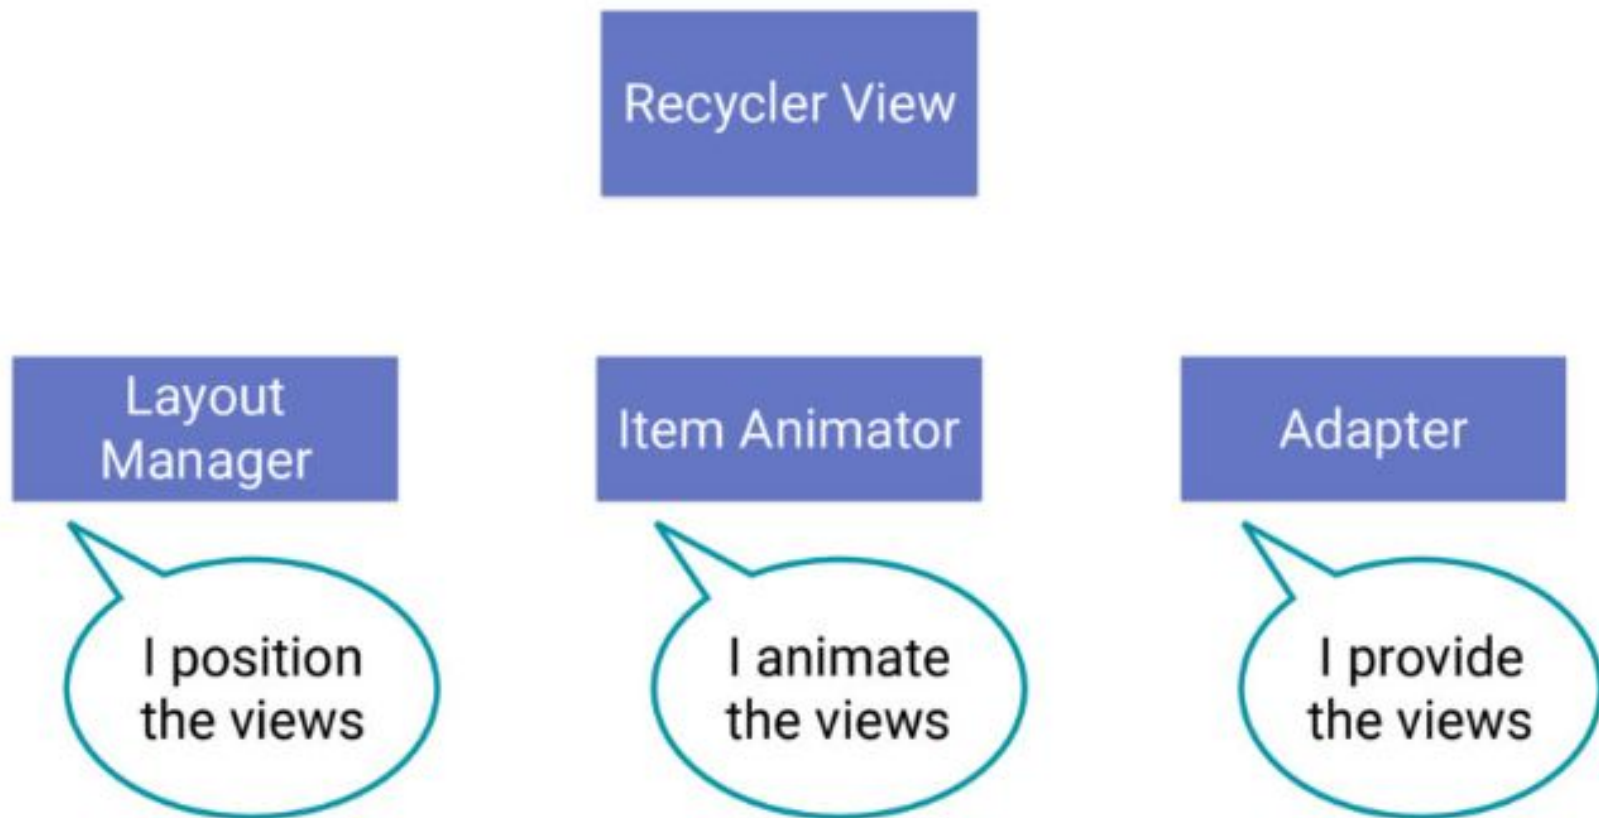 Recycler View
Layout
Manager
Item Animator
Adapter
I position
the views
I animate
the views
I provide
the views